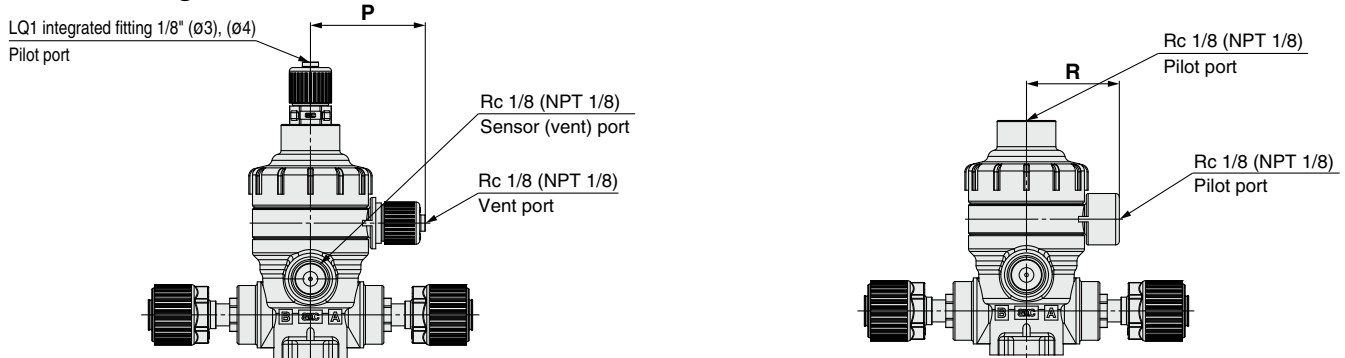 P
LQ1 integrated fitting 1/8" (ø3), (ø4)
Pilot port
Rc 1/8 (NPT 1/8)
Sensor (vent) port
Rc 1/8 (NPT 1/8)
Vent port
B SMC A
Rc 1/8 (NPT 1/8)
Pilot port
R
Rc 1/8 (NPT 1/8)
Pilot port
B SMC A